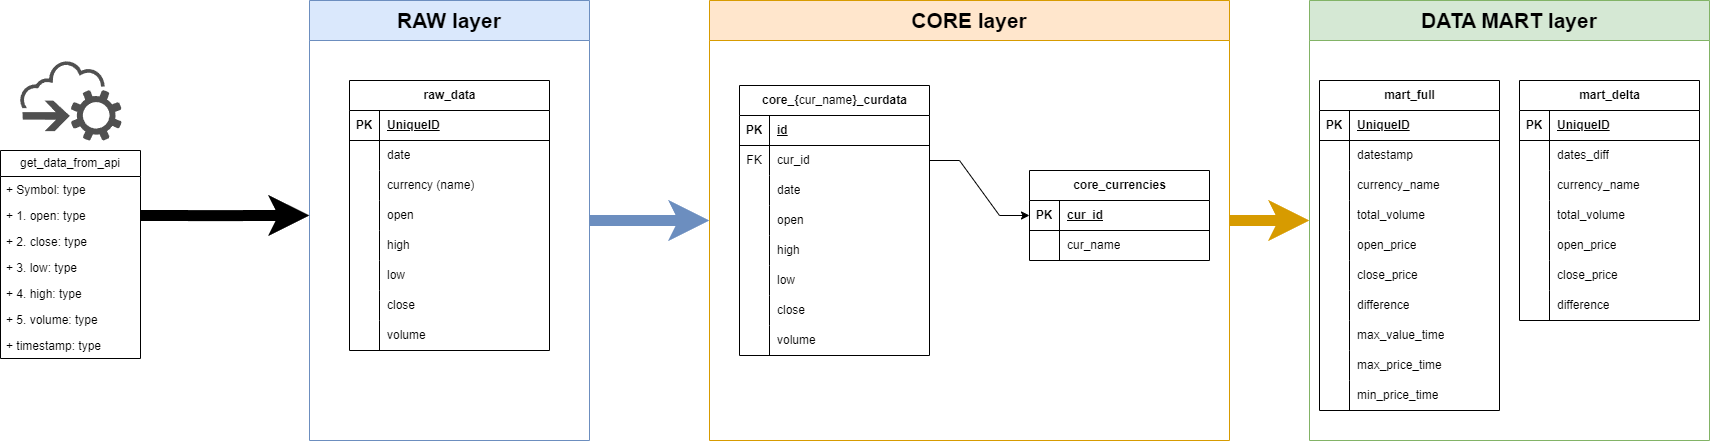 get_data_from_api
+ Symbol: type
+ 1. open: type
+ 2. close: type
+ 3. low: type
+ 4. high: type
+ 5. volume: type
+ timestamp: type
RAW layer
raw_data
PK UniqueID
date
currency (name)
open
high
low
close
volume
CORE layer
core_{cur_name}_curdata
PK id
FK cur_id
date
open
high
low
close
volume
core_currencies
PK cur_id
cur_name
DATA MART layer
mart_full
PK UniqueID
datestamp
currency_name
total_volume
open_price
close_price
difference
max_value_time
max_price_time
min_price_time
mart_delta
PK UniqueID
dates_diff
currency_name
total_volume
open_price
close_price
difference